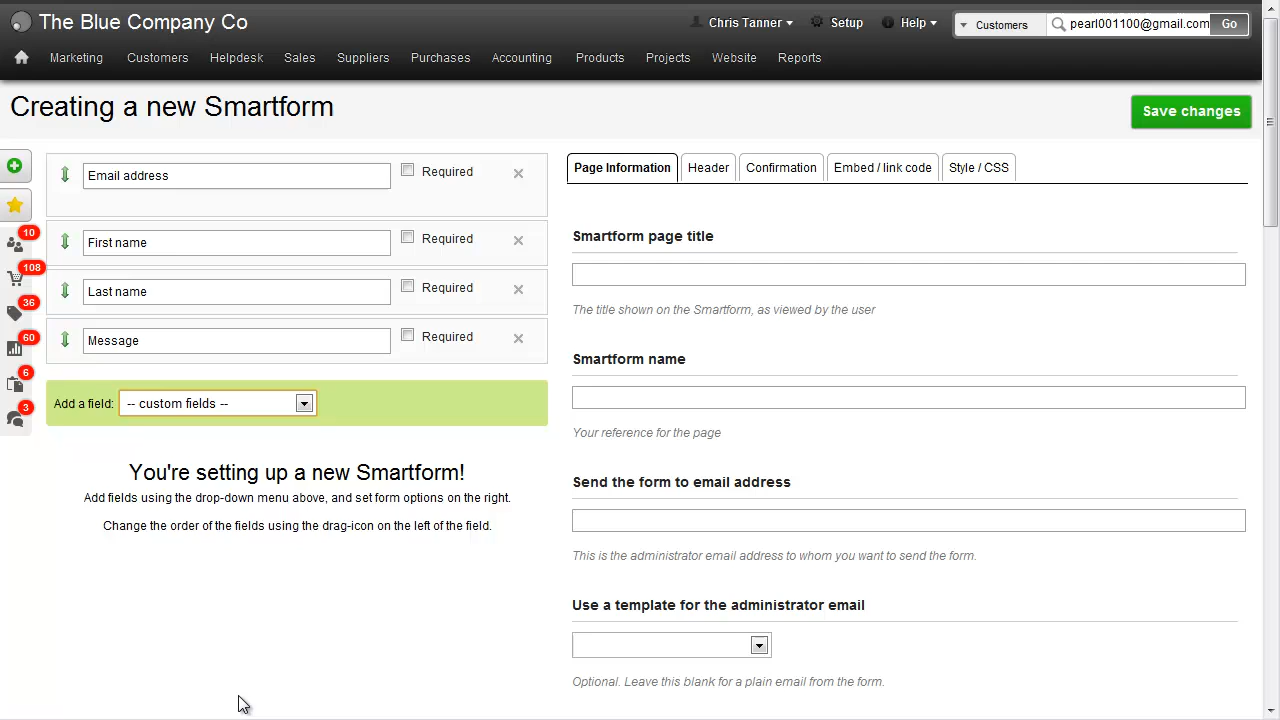 The Blue Company Co
Chris Tanner
Setup
Help
Customers
pearl001100@gmail.com
Go
Marketing
Customers
Helpdesk
Sales
Suppliers
Purchases
Accounting
Products
Projects
Website
Reports
Creating a new Smartform
Save changes
10
108
36
60
6
3
Email address
Required
First name
Required
Last name
Required
Message
Required
Add a field:
-- custom fields --
You're setting up a new Smartform!
Add fields using the drop-down menu above, and set form options on the right.
Change the order of the fields using the drag-icon on the left of the field.
Page Information
Header
Confirmation
Embed / link code
Style / CSS
Smartform page title
The title shown on the Smartform, as viewed by the user
Smartform name
Your reference for the page
Send the form to email address
This is the administrator email address to whom you want to send the form.
Use a template for the administrator email
Optional. Leave this blank for a plain email from the form.